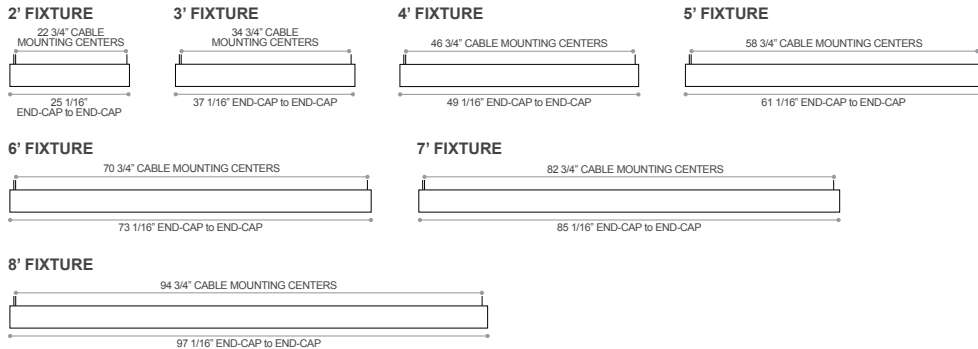 2’ FIXTURE
22 3/4” CABLE
MOUNTING CENTERS
25 1/16”
END-CAP to END-CAP
3’ FIXTURE
34 3/4” CABLE
MOUNTING CENTERS
37 1/16” END-CAP to END-CAP
4’ FIXTURE
46 3/4” CABLE MOUNTING CENTERS
49 1/16” END-CAP to END-CAP
5’ FIXTURE
58 3/4” CABLE MOUNTING CENTERS
61 1/16” END-CAP to END-CAP
6’ FIXTURE
70 3/4” CABLE MOUNTING CENTERS
73 1/16” END-CAP to END-CAP
7’ FIXTURE
82 3/4” CABLE MOUNTING CENTERS
85 1/16” END-CAP to END-CAP
8’ FIXTURE
94 3/4” CABLE MOUNTING CENTERS
97 1/16” END-CAP to END-CAP